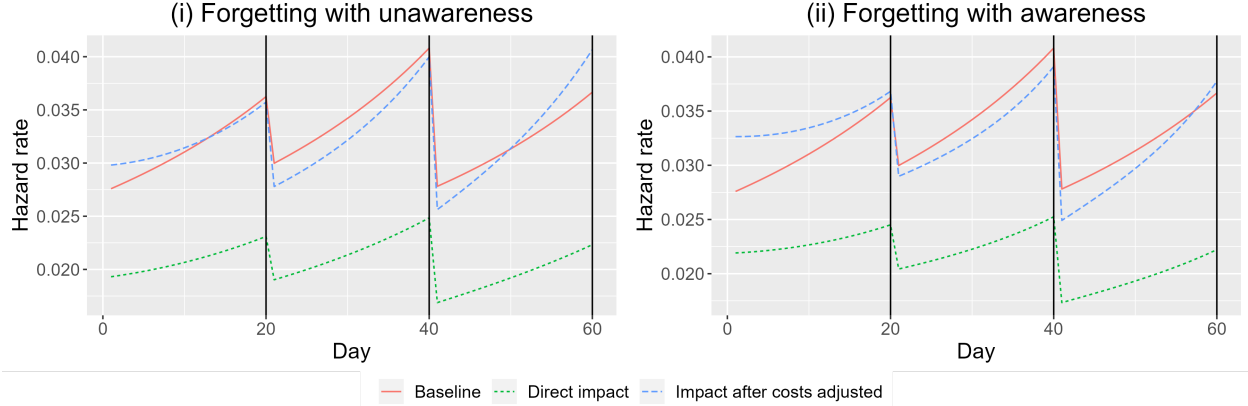 (i) Forgetting with unawareness
(ii) Forgetting with awareness
Hazard rate
0.040
0.035
0.030
0.025
0.020
0
20
40
60
Day
Hazard rate
0.040
0.035
0.030
0.025
0.020
0
20
40
60
Day
Baseline
Direct impact
Impact after costs adjusted